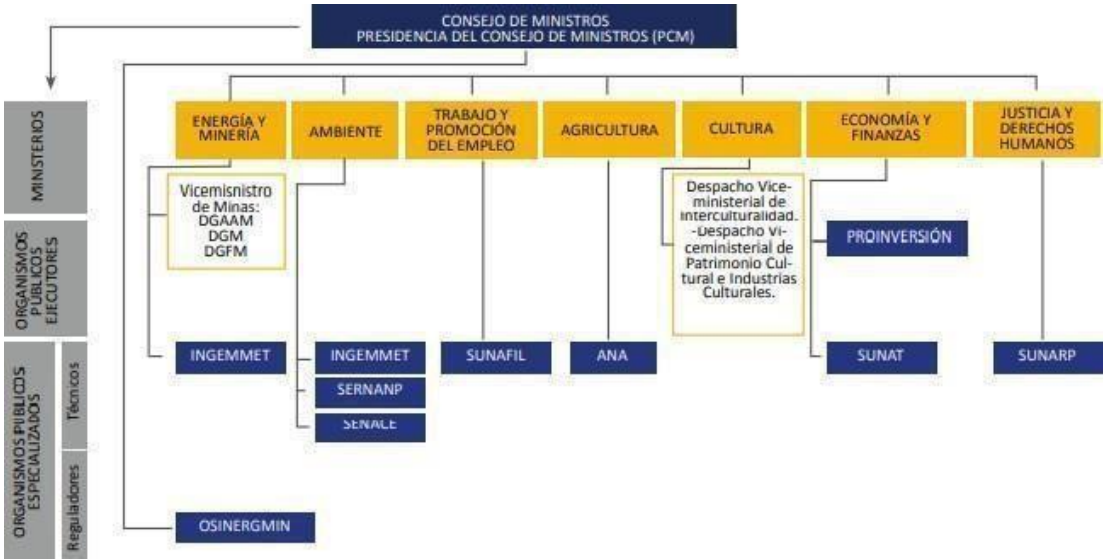 CONSEJO DE MINISTROS
PRESIDENCIA DEL CONSEJO DE MINISTROS (PCM)
MINISTERIOS
ENERGÍA Y
MINERÍA
AMBIENTE
TRABAJO Y
PROMOCIÓN
DEL EMPLEO
AGRICULTURA
CULTURA
ECONOMÍA Y
FINANZAS
JUSTICIA Y
DERECHOS
HUMANOS
Vicemisnistro
de Minas:
DGAAM
DGM
DGFM
Despacho Vice-
ministerial de
Interculturalidad.
-Despacho Vi-
ceministerial de
Patrimonio Cul-
tural e Industrias
Culturales.
ORGANISMOS
PÚBLICOS
EJECUTORES
PROINVERSIÓN
ORGANISMOS PÚBLICOS
ESPECIALIZADOS
Técnicos
INGEMMET
INGEMMET
SUNAFIL
ANA
SUNAT
SUNARP
SERNANP
SENACE
Reguladores
OSINERGMIN